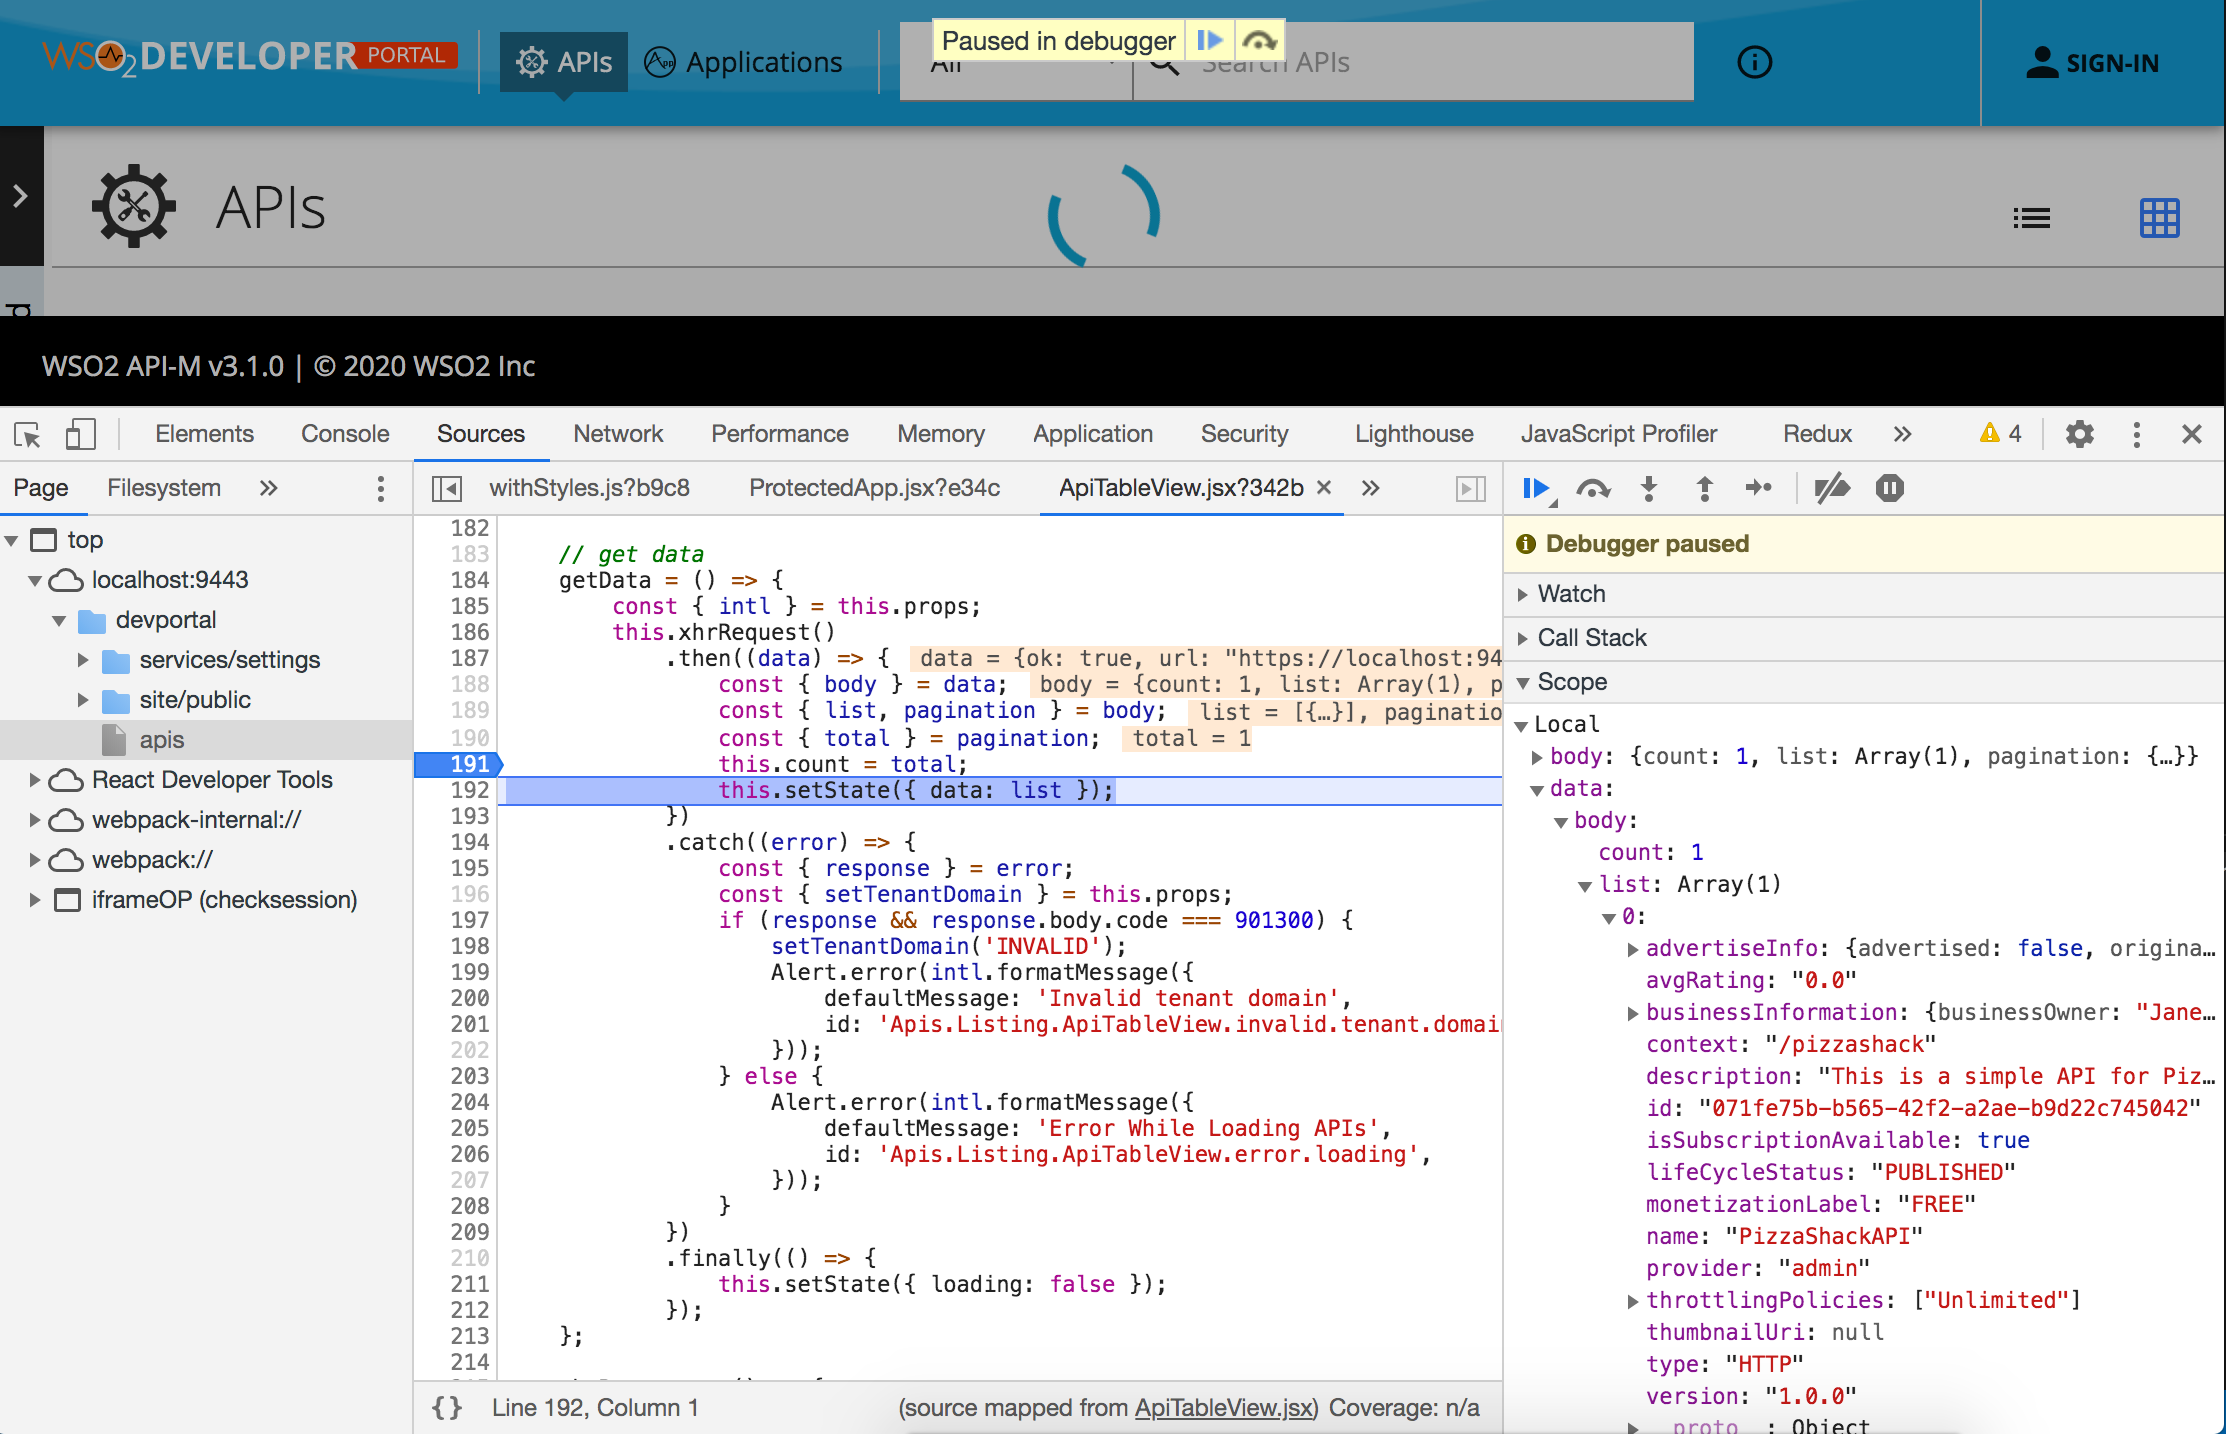 WSO2 DEVELOPER PORTAL
APIs
Applications
All
Paused in debugger
Search APIs
SIGN-IN
APIs
WSO2 API-M v3.1.0 | © 2020 WSO2 Inc
Elements Console Sources Network Performance Memory Application Security Lighthouse JavaScript Profiler Redux » 4
Page Filesystem »
top
localhost:9443
devportal
services/settings
site/public
apis
React Developer Tools
webpack-internal://
webpack://
iframeOP (checksession)
withStyles.js?b9c8 ProtectedApp.jsx?e34c ApiTableView.jsx?342b × »
182
183 // get data
184 getData = () => {
185 const { intl } = this.props;
186 this.xhrRequest()
187 .then((data) => { data = {ok: true, url: "https://localhost:94
188 const { body } = data; body = {count: 1, list: Array(1), p
189 const { list, pagination } = body; list = [{…}], paginatio
190 const { total } = pagination; total = 1
191 this.count = total;
192 this.setState({ data: list });
193 })
194 .catch((error) => {
195 const { response } = error;
196 const { setTenantDomain } = this.props;
197 if (response && response.body.code === 901300) {
198 setTenantDomain('INVALID');
199 Alert.error(intl.formatMessage({
200 defaultMessage: 'Invalid tenant domain',
201 id: 'Apis.Listing.ApiTableView.invalid.tenant.domai
202 }));
203 } else {
204 Alert.error(intl.formatMessage({
205 defaultMessage: 'Error While Loading APIs',
206 id: 'Apis.Listing.ApiTableView.error.loading',
207 }));
208 }
209 })
210 .finally(() => {
211 this.setState({ loading: false });
212 });
213 };
214
{} Line 192, Column 1 (source mapped from ApiTableView.jsx) Coverage: n/a
Debugger paused
Watch
Call Stack
Scope
Local
body: {count: 1, list: Array(1), pagination: {…}}
data:
body:
count: 1
list: Array(1)
0:
advertiseInfo: {advertised: false, origina…
avgRating: "0.0"
businessInformation: {businessOwner: "Jane…
context: "/pizzashack"
description: "This is a simple API for Piz…
id: "071fe75b-b565-42f2-a2ae-b9d22c745042"
isSubscriptionAvailable: true
lifeCycleStatus: "PUBLISHED"
monetizationLabel: "FREE"
name: "PizzaShackAPI"
provider: "admin"
throttlingPolicies: ["Unlimited"]
thumbnailUri: null
type: "HTTP"
version: "1.0.0"
__proto__: Object